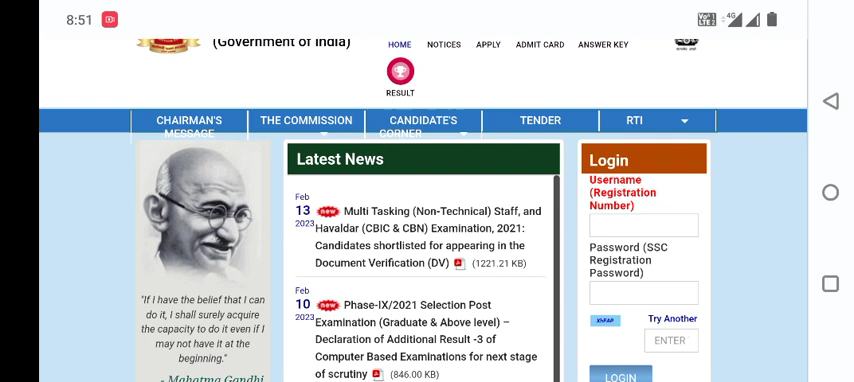 8:51
4G
(Government of India)
HOME NOTICES APPLY ADMIT CARD ANSWER KEY
RESULT
CHAIRMAN'S MESSAGE
THE COMMISSION
CANDIDATE'S CORNER
TENDER
RTI
"If I have the belief that I can
do it, I shall surely acquire
the capacity to do it even if I
may not have it at the
beginning."
- Mahatma Gandhi
Latest News
Feb
13
2023
new Multi Tasking (Non-Technical) Staff, and
Havaldar (CBIC & CBN) Examination, 2021:
Candidates shortlisted for appearing in the
Document Verification (DV) (1221.21 KB)
Feb
10
2023
new Phase-IX/2021 Selection Post
Examination (Graduate & Above level) –
Declaration of Additional Result -3 of
Computer Based Examinations for next stage
of scrutiny (846.00 KB)
Login
Username
(Registration
Number)
Password (SSC
Registration
Password)
Try Another
ENTER
LOGIN